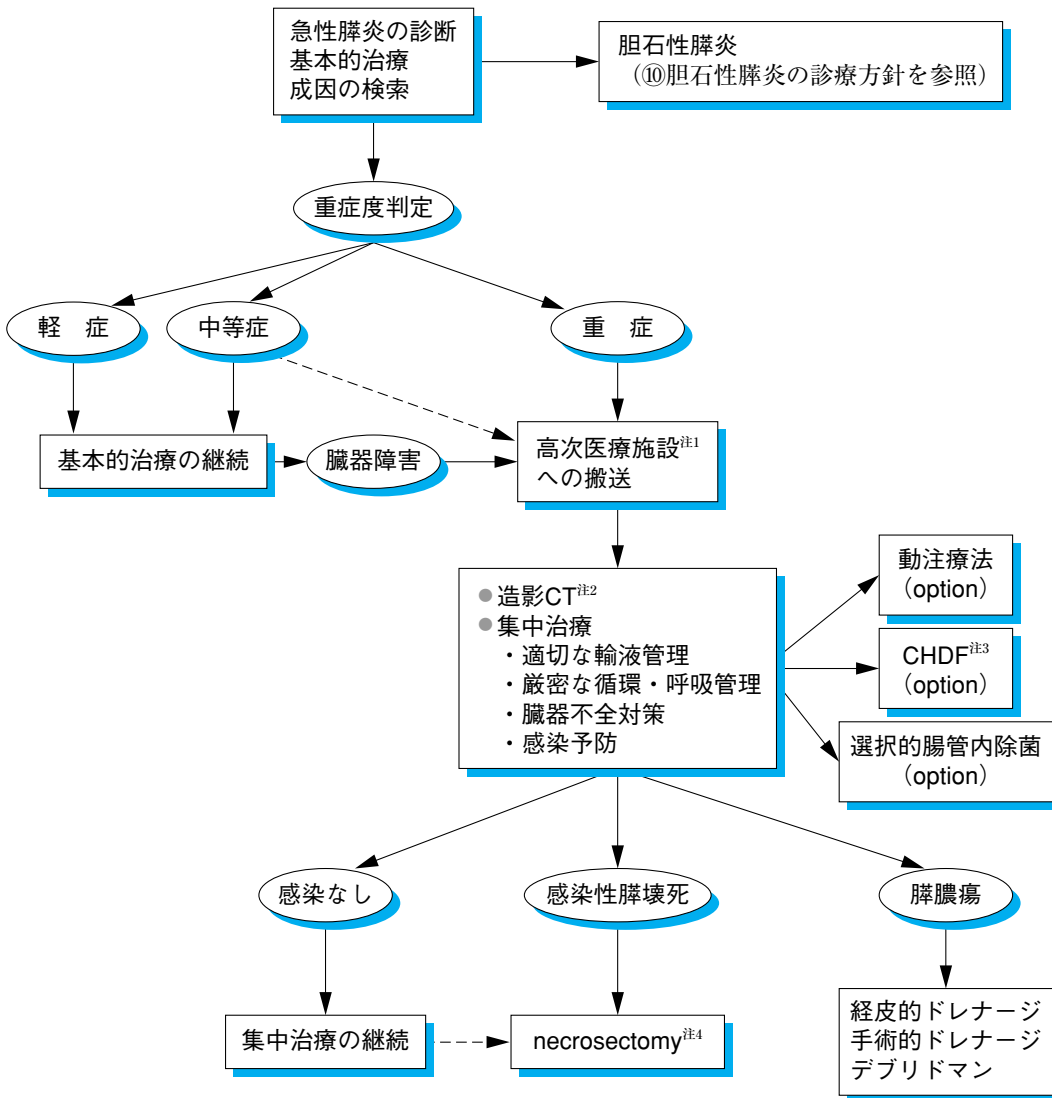 急性膵炎の診断
基本的治療
成因の検索
胆石性膵炎
（⑩胆石性膵炎の診療方針を参照）
重症度判定
軽　症
中等症
重　症
基本的治療の継続
臓器障害
高次医療施設注1
への搬送
●造影CT注2
●集中治療
・適切な輸液管理
・厳密な循環・呼吸管理
・臓器不全対策
・感染予防
動注療法
（option）
CHDF注3
（option）
選択的腸管内除菌
（option）
感染なし
感染性膵壊死
膵膿瘍
集中治療の継続
necrosectomy注4
経皮的ドレナージ
手術的ドレナージ
デブリドマン